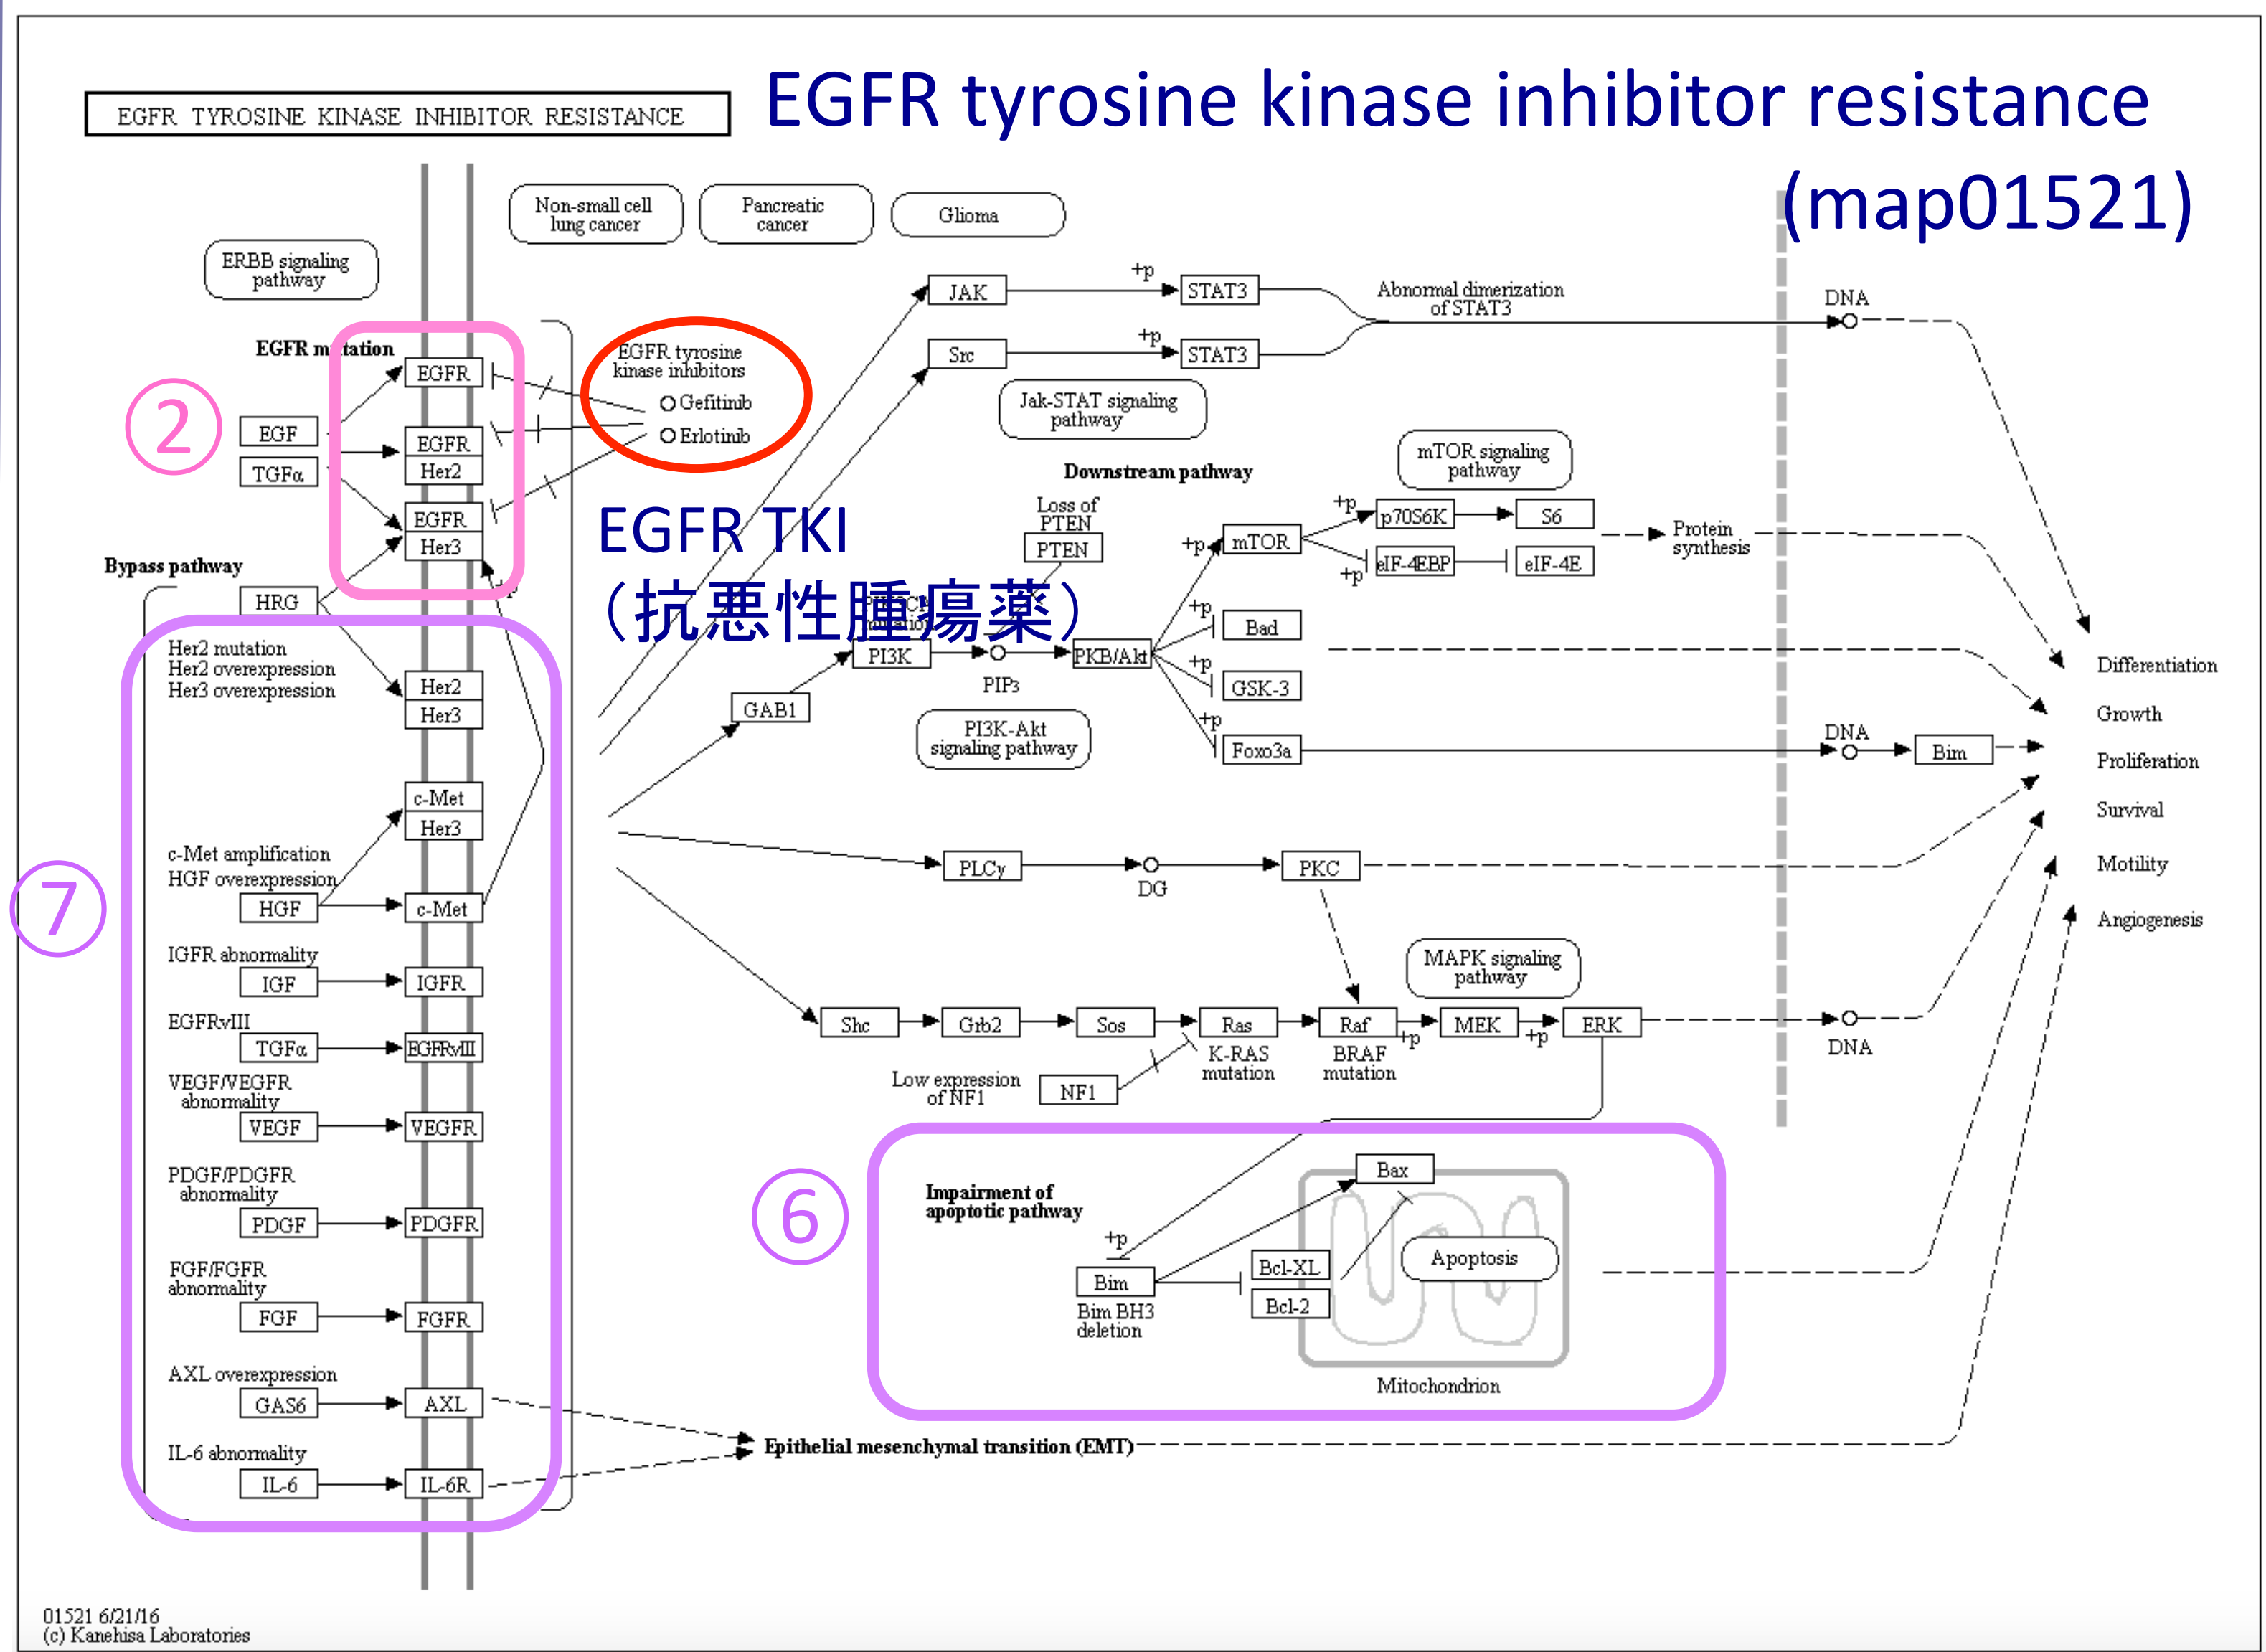 EGFR TYROSINE KINASE INHIBITOR RESISTANCE
EGFR tyrosine kinase inhibitor resistance
(map01521)
Non-small cell
lung cancer
Pancreatic
cancer
Glioma
ERBB signaling
pathway
EGFR mutation
②
EGF
TGFα
EGFR
EGFR
Her2
EGFR
Her3
EGFR tyrosine
kinase inhibitors
Gefitinib
Erlotinib
EGFR TKI
（抗悪性腫瘍薬）
JAK
+p
STAT3
Src
+p
STAT3
Abnormal dimerization
of STAT3
DNA
Jak-STAT signaling
pathway
Downstream pathway
mTOR signaling
pathway
Loss of
PTEN
PTEN
+p
mTOR
+p
p70S6K
S6
+p
eIF-4EBP
eIF-4E
Protein
synthesis
PI3K
PIP3
PKB/Akt
+p
Bad
+p
GSK-3
+p
Foxo3a
DNA
Bim
GAB1
PI3K-Akt
signaling pathway
Differentiation
Growth
Proliferation
Survival
Motility
Angiogenesis
PLCγ
DG
PKC
MAPK signaling
pathway
Shc
Grb2
Sos
Ras
Raf
+p
MEK
+p
ERK
DNA
K-RAS
mutation
BRAF
mutation
Low expression
of NF1
NF1
Bypass pathway
HRG
+p
⑦
Her2 mutation
Her2 overexpression
Her3 overexpression
Her2
Her3
c-Met
Her3
c-Met amplification
HGF overexpression
HGF
c-Met
IGFR abnormality
IGF
IGFR
EGFRvIII
TGFα
EGFRvIII
VEGF/VEGFR
abnormality
VEGF
VEGFR
PDGF/PDGFR
abnormality
PDGF
PDGFR
FGF/FGFR
abnormality
FGF
FGFR
AXL overexpression
GAS6
AXL
IL-6 abnormality
IL-6
IL-6R
⑥
Impairment of
apoptotic pathway
+p
Bim
Bim BH3
deletion
Bax
Bcl-XL
Bcl-2
Apoptosis
Mitochondrion
Epithelial mesenchymal transition (EMT)
01521 6/21/16
(c) Kanehisa Laboratories